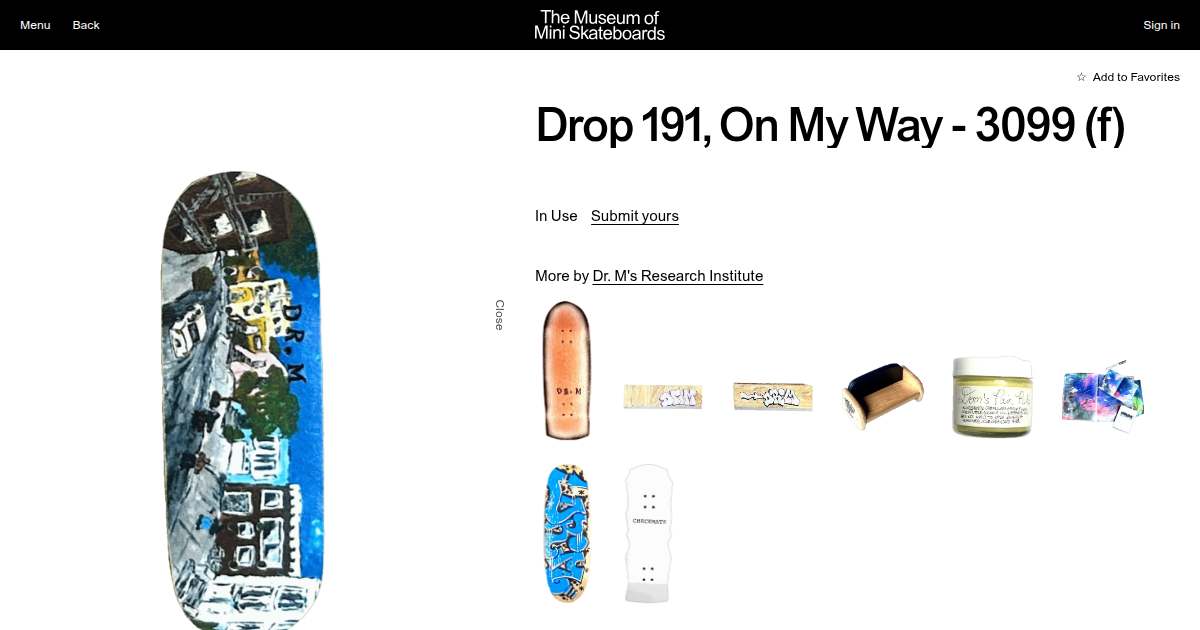 Menu
Back
The Museum of
Mini Skateboards
Sign in
☆ Add to Favorites
Drop 191, On My Way - 3099 (f)
In Use
Submit yours
More by Dr. M's Research Institute
Close
DR. M
DR. M
CHECKMATE